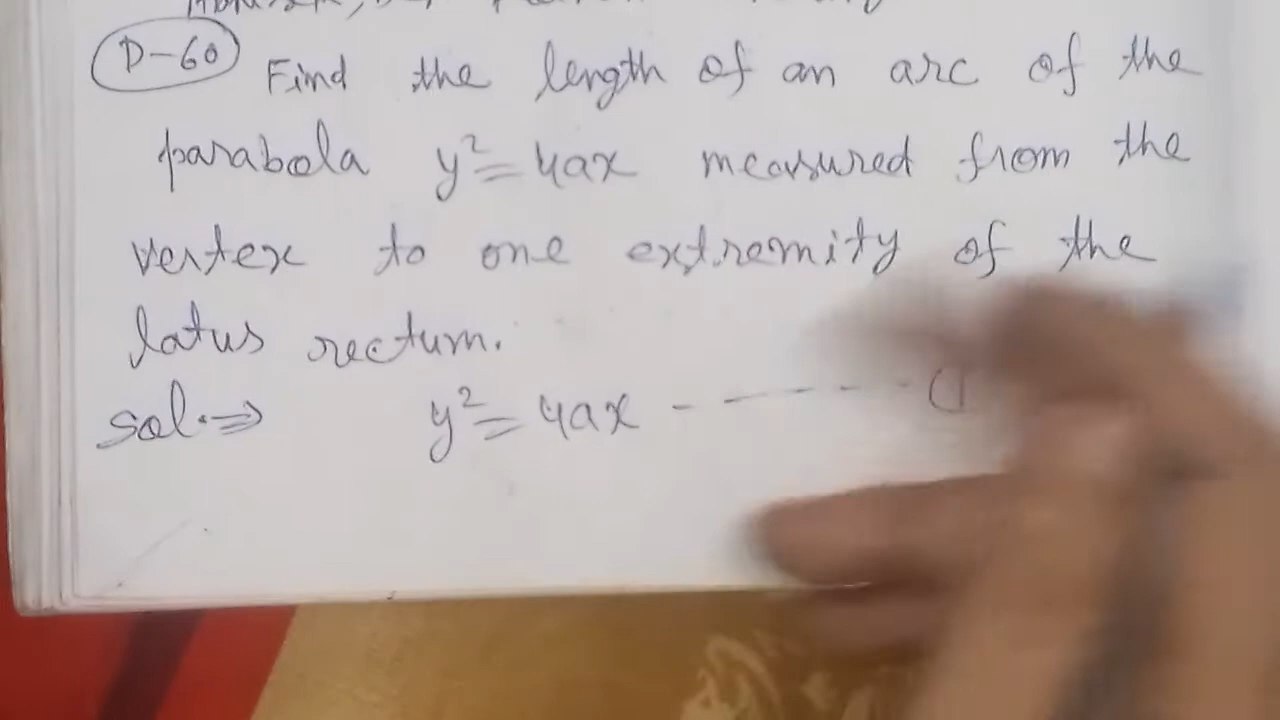 D-60 Find the length of an arc of the
parabola y²=4ax measured from the
vertex to one extremity of the
latus rectum.
sol.⇒ y²=4ax ------ (1